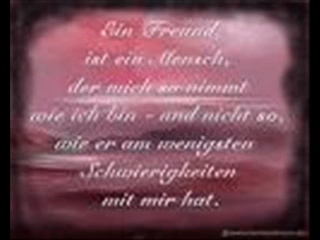 Ein Freund,
ist ein Mensch,
der mich so nimmt
wie ich bin - und nicht so,
wie er am wenigsten
Schwierigkeiten
mit mir hat.